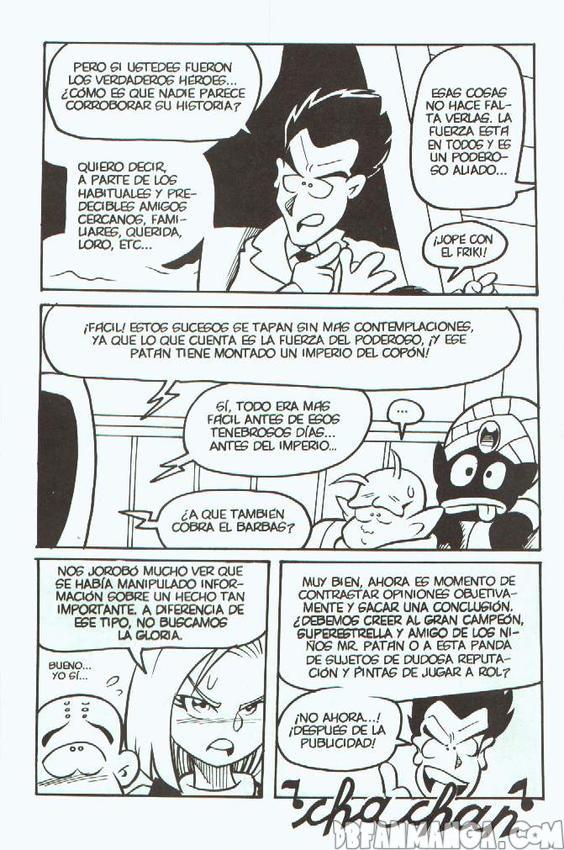 PERO SI USTEDES FUERON
LOS VERDADEROS HÉROES...
¿CÓMO ES QUE NADIE PARECE
CORROBORAR SU HISTORIA?
QUIERO DECIR,
A PARTE DE LOS
HABITUALES Y PRE-
DECIBLES AMIGOS
CERCANOS, FAMI-
LIARES, QUERIDA,
LORO, ETC...
ESAS COSAS
NO HACE FAL-
TA VERLAS. LA
FUERZA ESTÁ
EN TODOS Y ES
UN PODERO-
SO ALIADO...
¡JOPE CON
EL FRIKI!
¡FÁCIL! ESTOS SUCESOS SE TAPAN SIN MAS CONTEMPLACIONES,
YA QUE LO QUE CUENTA ES LA FUERZA DEL PODEROSO, ¡Y ESE
PATÁN TIENE MONTADO UN IMPERIO DEL COPÓN!
SÍ, TODO ERA MAS
FÁCIL ANTES DE ESOS
TENEBROSOS DÍAS...
ANTES DEL IMPERIO...
...
¿A QUE TAMBIÉN
COBRA EL BARBAS?
NOS JOROBÓ MUCHO VER QUE
SE HABÍA MANIPULADO INFOR-
MACIÓN SOBRE UN HECHO TAN
IMPORTANTE. A DIFERENCIA DE
ESE TIPO, NO BUSCAMOS
LA GLORIA.
BUENO...
YO SÍ...
MUY BIEN, AHORA ES MOMENTO DE
CONTRASTAR OPINIONES OBJETIVA-
MENTE Y SACAR UNA CONCLUSIÓN.
¿DEBEMOS CREER AL GRAN CAMPEÓN,
SUPERESTRELLA Y AMIGO DE LOS NI-
ÑOS MR. PATÁN O A ESTA PANDA
DE SUJETOS DE DUDOSA REPUTA-
CIÓN Y PINTAS DE JUGAR A ROL?
¡NO AHORA...!
¡DESPUES DE LA
PUBLICIDAD!
cha chan
DBFANMANGA.COM